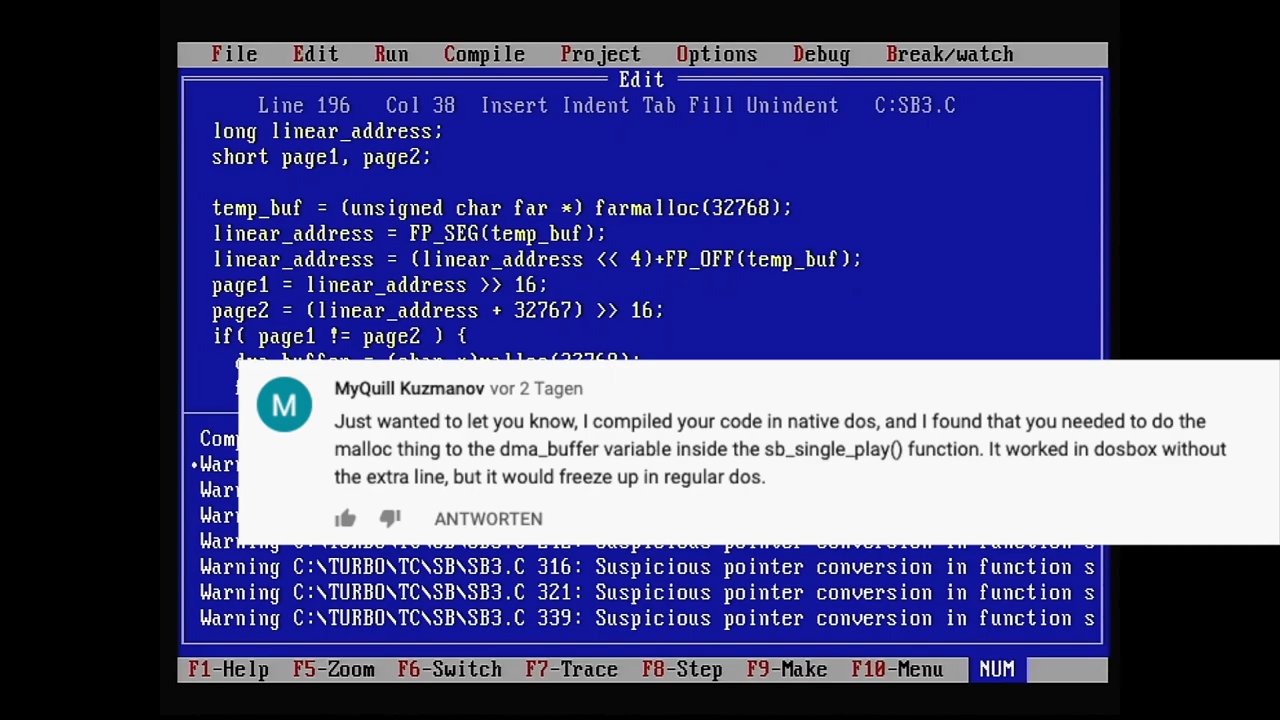 File Edit Run Compile Project Options Debug Break/watch
Edit
Line 196 Col 38 Insert Indent Tab Fill Unindent C:SB3.C
long linear_address;
short page1, page2;
temp_buf = (unsigned char far *) farmalloc(32768);
linear_address = FP_SEG(temp_buf);
linear_address = (linear_address << 4)+FP_OFF(temp_buf);
page1 = linear_address >> 16;
page2 = (linear_address + 32767) >> 16;
if( page1 != page2 ) {
dma_buffer = (char *)malloc(32768);
MyQuill Kuzmanov vor 2 Tagen
Just wanted to let you know, I compiled your code in native dos, and I found that you needed to do the
malloc thing to the dma_buffer variable inside the sb_single_play() function. It worked in dosbox without
the extra line, but it would freeze up in regular dos.
ANTWORTEN
Warning C:\TURBO\TC\SB\SB3.C 316: Suspicious pointer conversion in function s
Warning C:\TURBO\TC\SB\SB3.C 321: Suspicious pointer conversion in function s
Warning C:\TURBO\TC\SB\SB3.C 339: Suspicious pointer conversion in function s
F1-Help F5-Zoom F6-Switch F7-Trace F8-Step F9-Make F10-Menu NUM